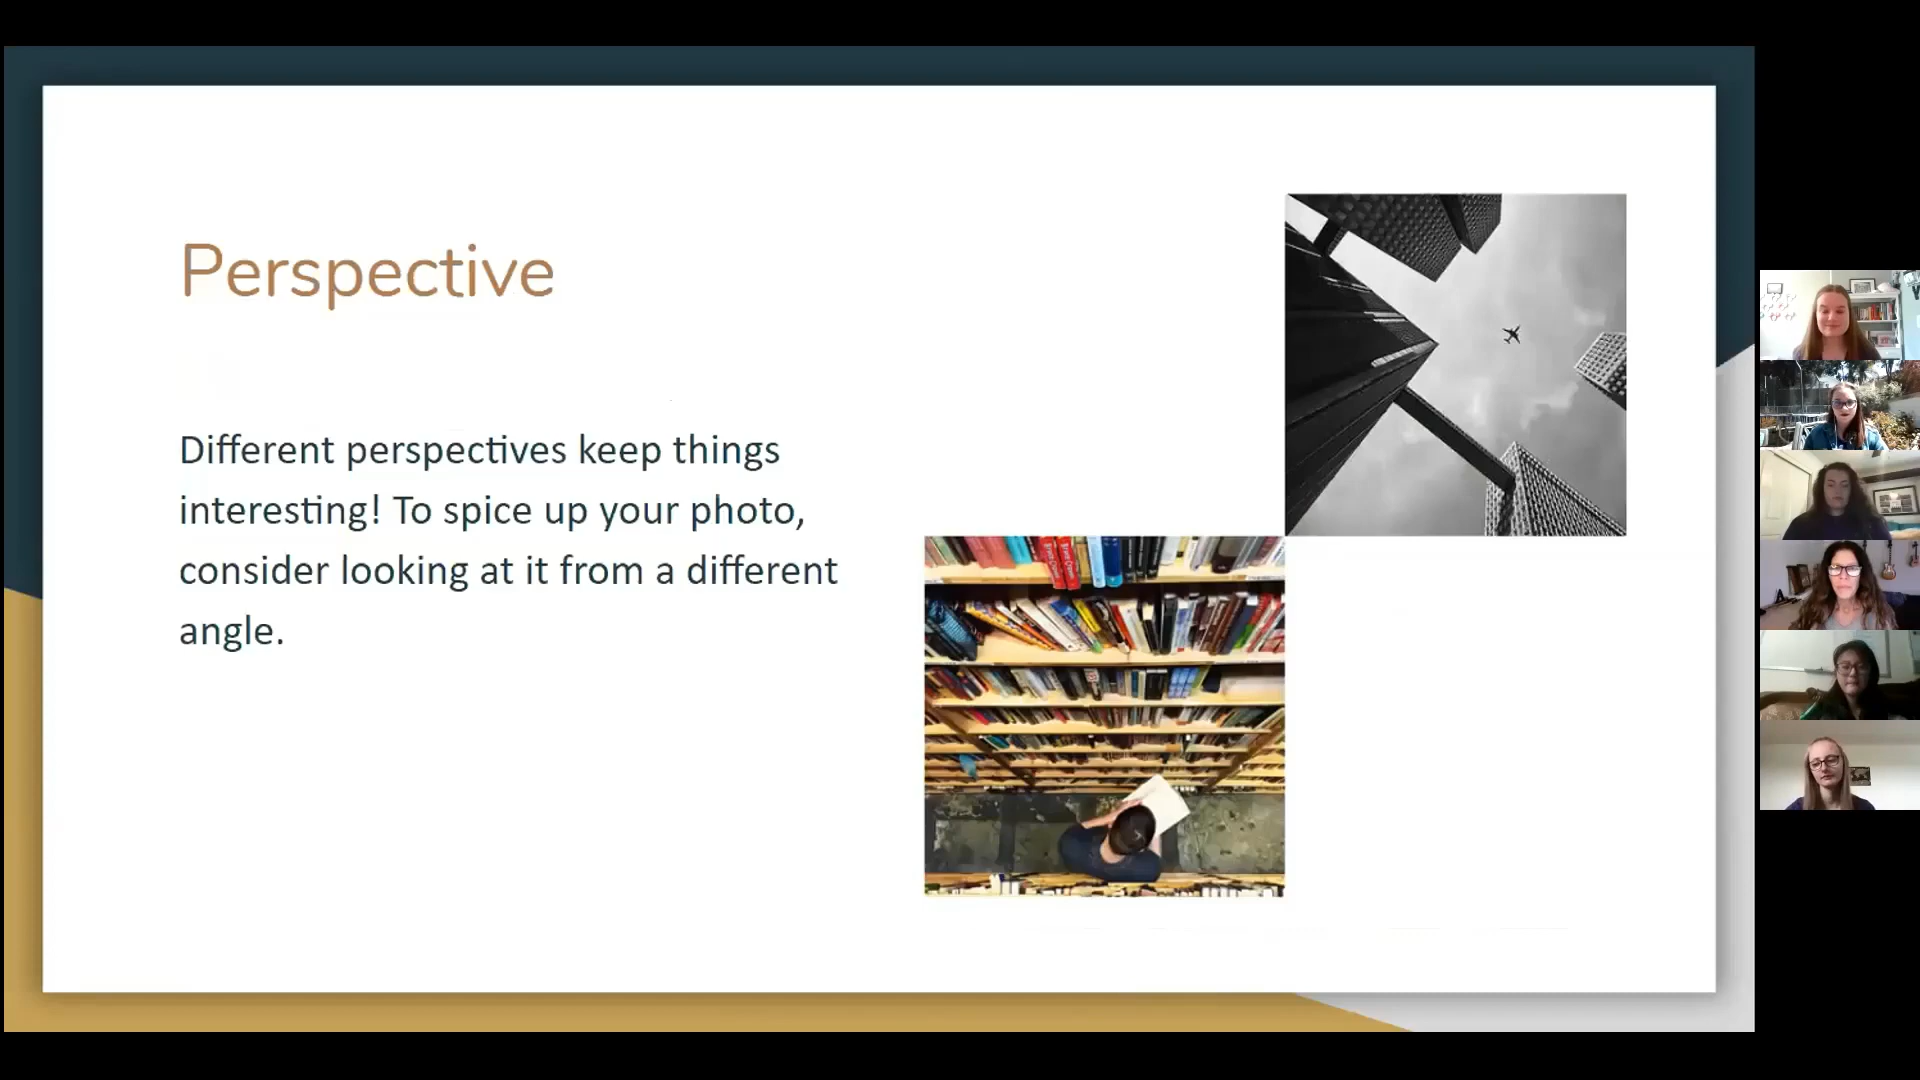 Perspective
Different perspectives keep things
interesting! To spice up your photo,
consider looking at it from a different
angle.